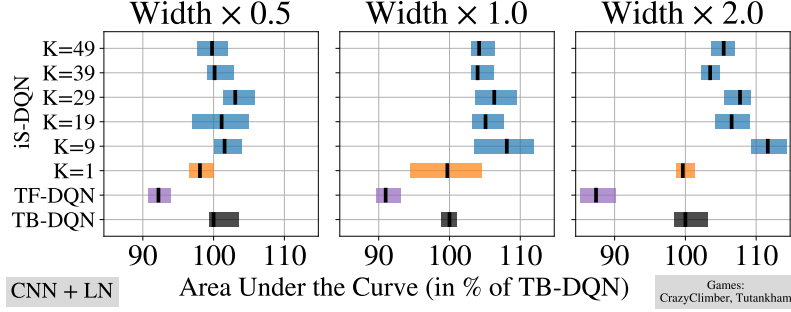 Width × 0.5 Width × 1.0 Width × 2.0
iS-DQN
K=49
K=39
K=29
K=19
K=9
K=1
TF-DQN
TB-DQN
90 100 110 90 100 110 90 100 110
CNN + LN
Area Under the Curve (in % of TB-DQN)
Games:
CrazyClimber, Tutankham